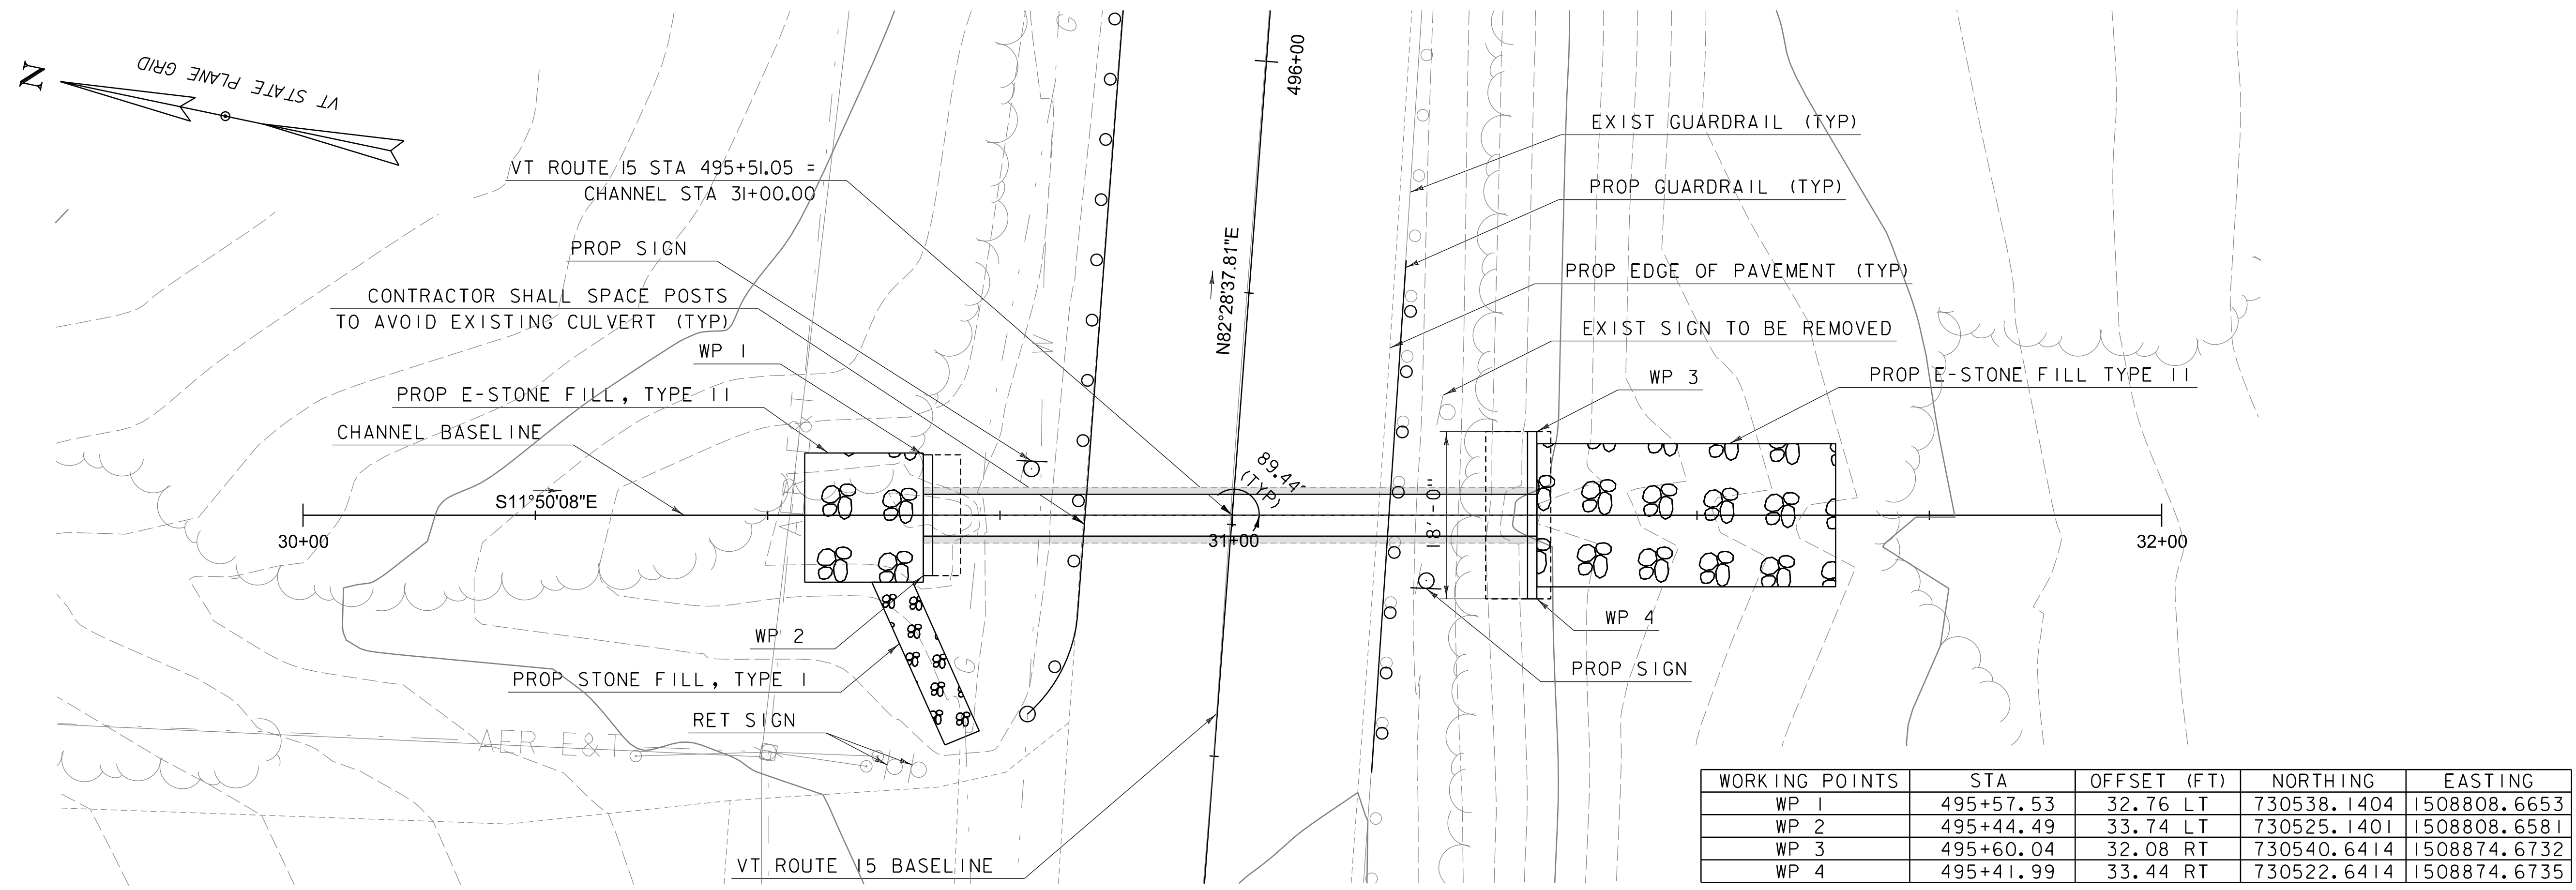 N
VT STATE PLANE GRID
G
496+00
EXIST GUARDRAIL (TYP)
VT ROUTE 15 STA 495+51.05 =
CHANNEL STA 31+00.00
PROP GUARDRAIL (TYP)
PROP SIGN
N82°28'37.81"E
PROP EDGE OF PAVEMENT (TYP)
CONTRACTOR SHALL SPACE POSTS
TO AVOID EXISTING CULVERT (TYP)
EXIST SIGN TO BE REMOVED
WP 1
WP 3
PROP E-STONE FILL TYPE II
PROP E-STONE FILL, TYPE II
CHANNEL BASELINE
89.44°
(TYP)
S11°50'08"E
18'-0"
30+00
31+00
32+00
WP 2
WP 4
G
PROP STONE FILL, TYPE I
PROP SIGN
RET SIGN
AER E&T
VT ROUTE 15 BASELINE
WORKING POINTS STA OFFSET (FT) NORTHING EASTING
WP 1 495+57.53 32.76 LT 730538.1404 1508808.6653
WP 2 495+44.49 33.74 LT 730525.1401 1508808.6581
WP 3 495+60.04 32.08 RT 730540.6414 1508874.6732
WP 4 495+41.99 33.44 RT 730522.6414 1508874.6735